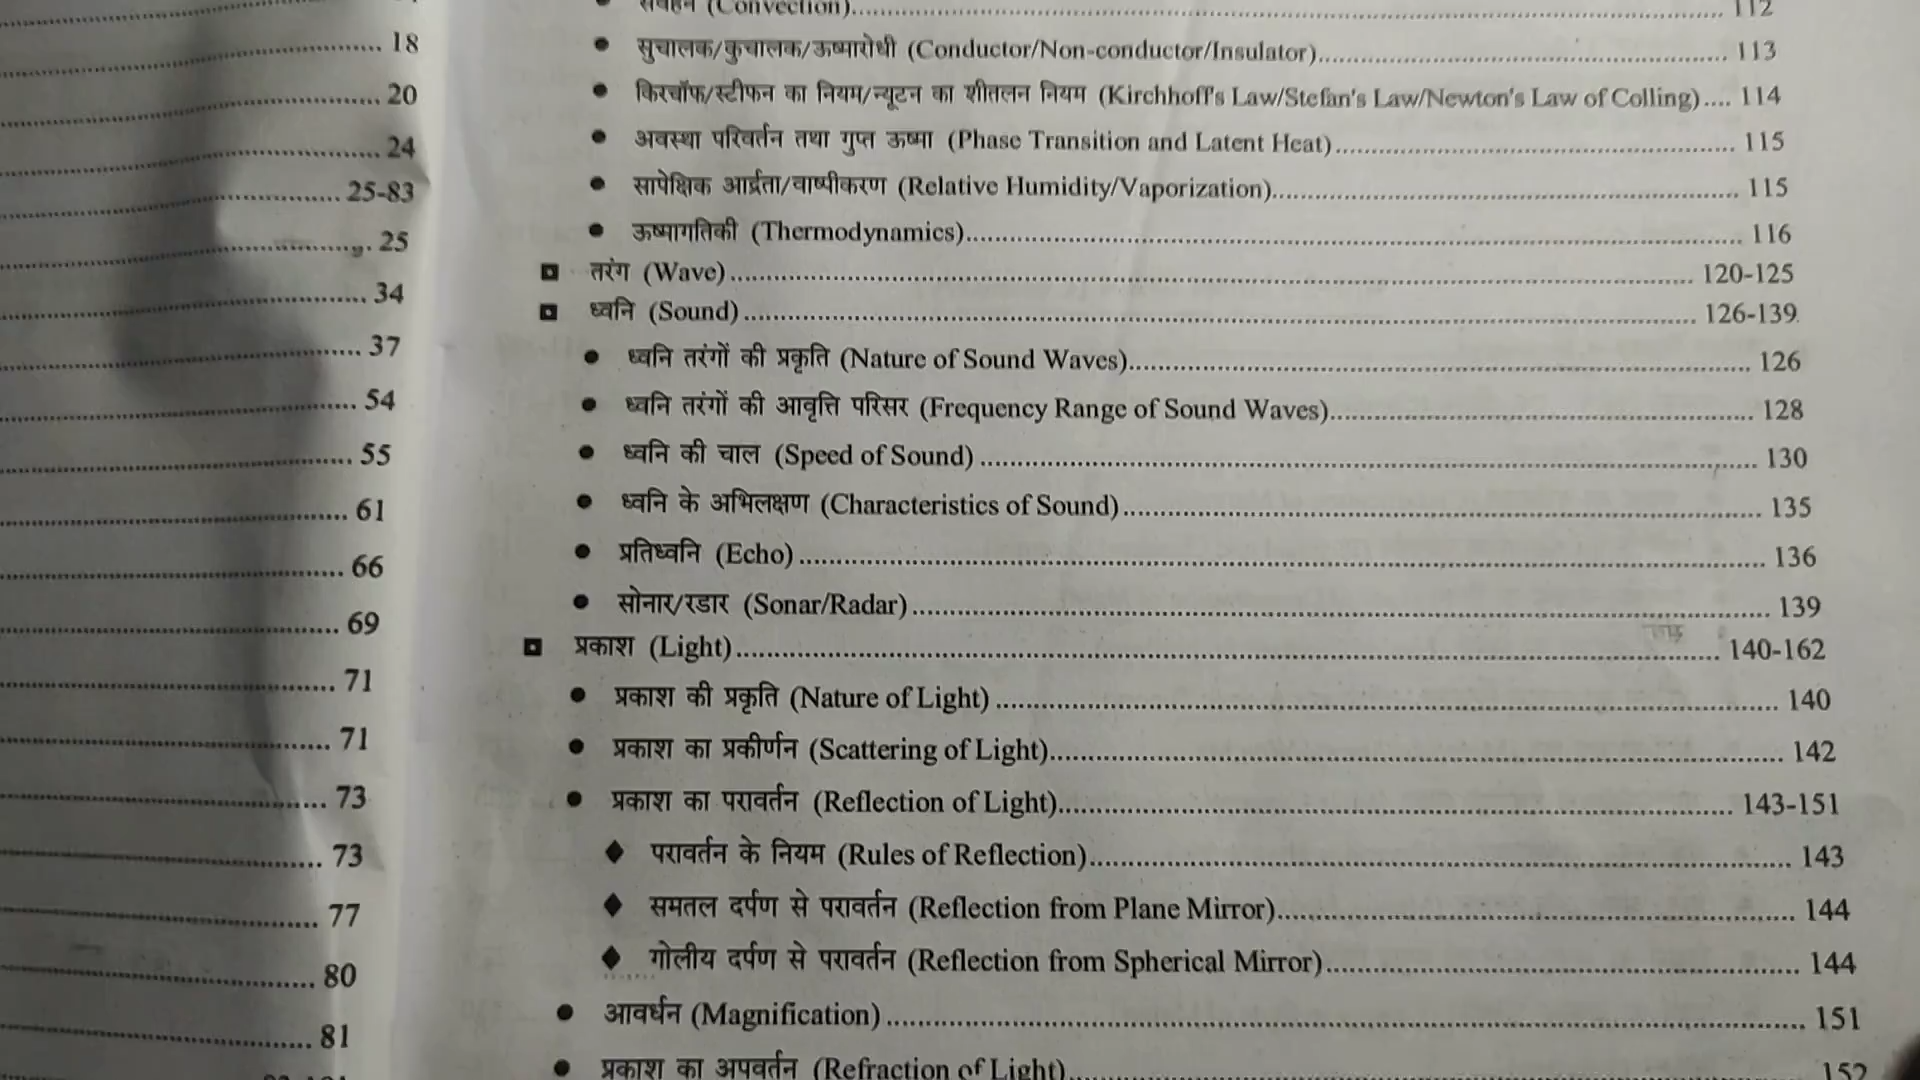 18
20
24
25-83
25
34
37
54
55
61
66
69
71
71
73
73
77
80
81
(Convection) 112
• सुचालक/कुचालक/ऊष्मारोधी (Conductor/Non-conductor/Insulator) 113
• किरचॉफ/स्टीफन का नियम/न्यूटन का शीतलन नियम (Kirchhoff's Law/Stefan's Law/Newton's Law of Colling) 114
• अवस्था परिवर्तन तथा गुप्त ऊष्मा (Phase Transition and Latent Heat) 115
• सापेक्षिक आर्द्रता/वाष्पीकरण (Relative Humidity/Vaporization) 115
• ऊष्मागतिकी (Thermodynamics) 116
तरंग (Wave) 120-125
ध्वनि (Sound) 126-139
• ध्वनि तरंगों की प्रकृति (Nature of Sound Waves) 126
• ध्वनि तरंगों की आवृत्ति परिसर (Frequency Range of Sound Waves) 128
• ध्वनि की चाल (Speed of Sound) 130
• ध्वनि के अभिलक्षण (Characteristics of Sound) 135
• प्रतिध्वनि (Echo) 136
• सोनार/रडार (Sonar/Radar) 139
प्रकाश (Light) 140-162
• प्रकाश की प्रकृति (Nature of Light) 140
• प्रकाश का प्रकीर्णन (Scattering of Light) 142
• प्रकाश का परावर्तन (Reflection of Light) 143-151
◆ परावर्तन के नियम (Rules of Reflection) 143
◆ समतल दर्पण से परावर्तन (Reflection from Plane Mirror) 144
◆ गोलीय दर्पण से परावर्तन (Reflection from Spherical Mirror) 144
• आवर्धन (Magnification) 151
• प्रकाश का अपवर्तन (Refraction of Light) 152